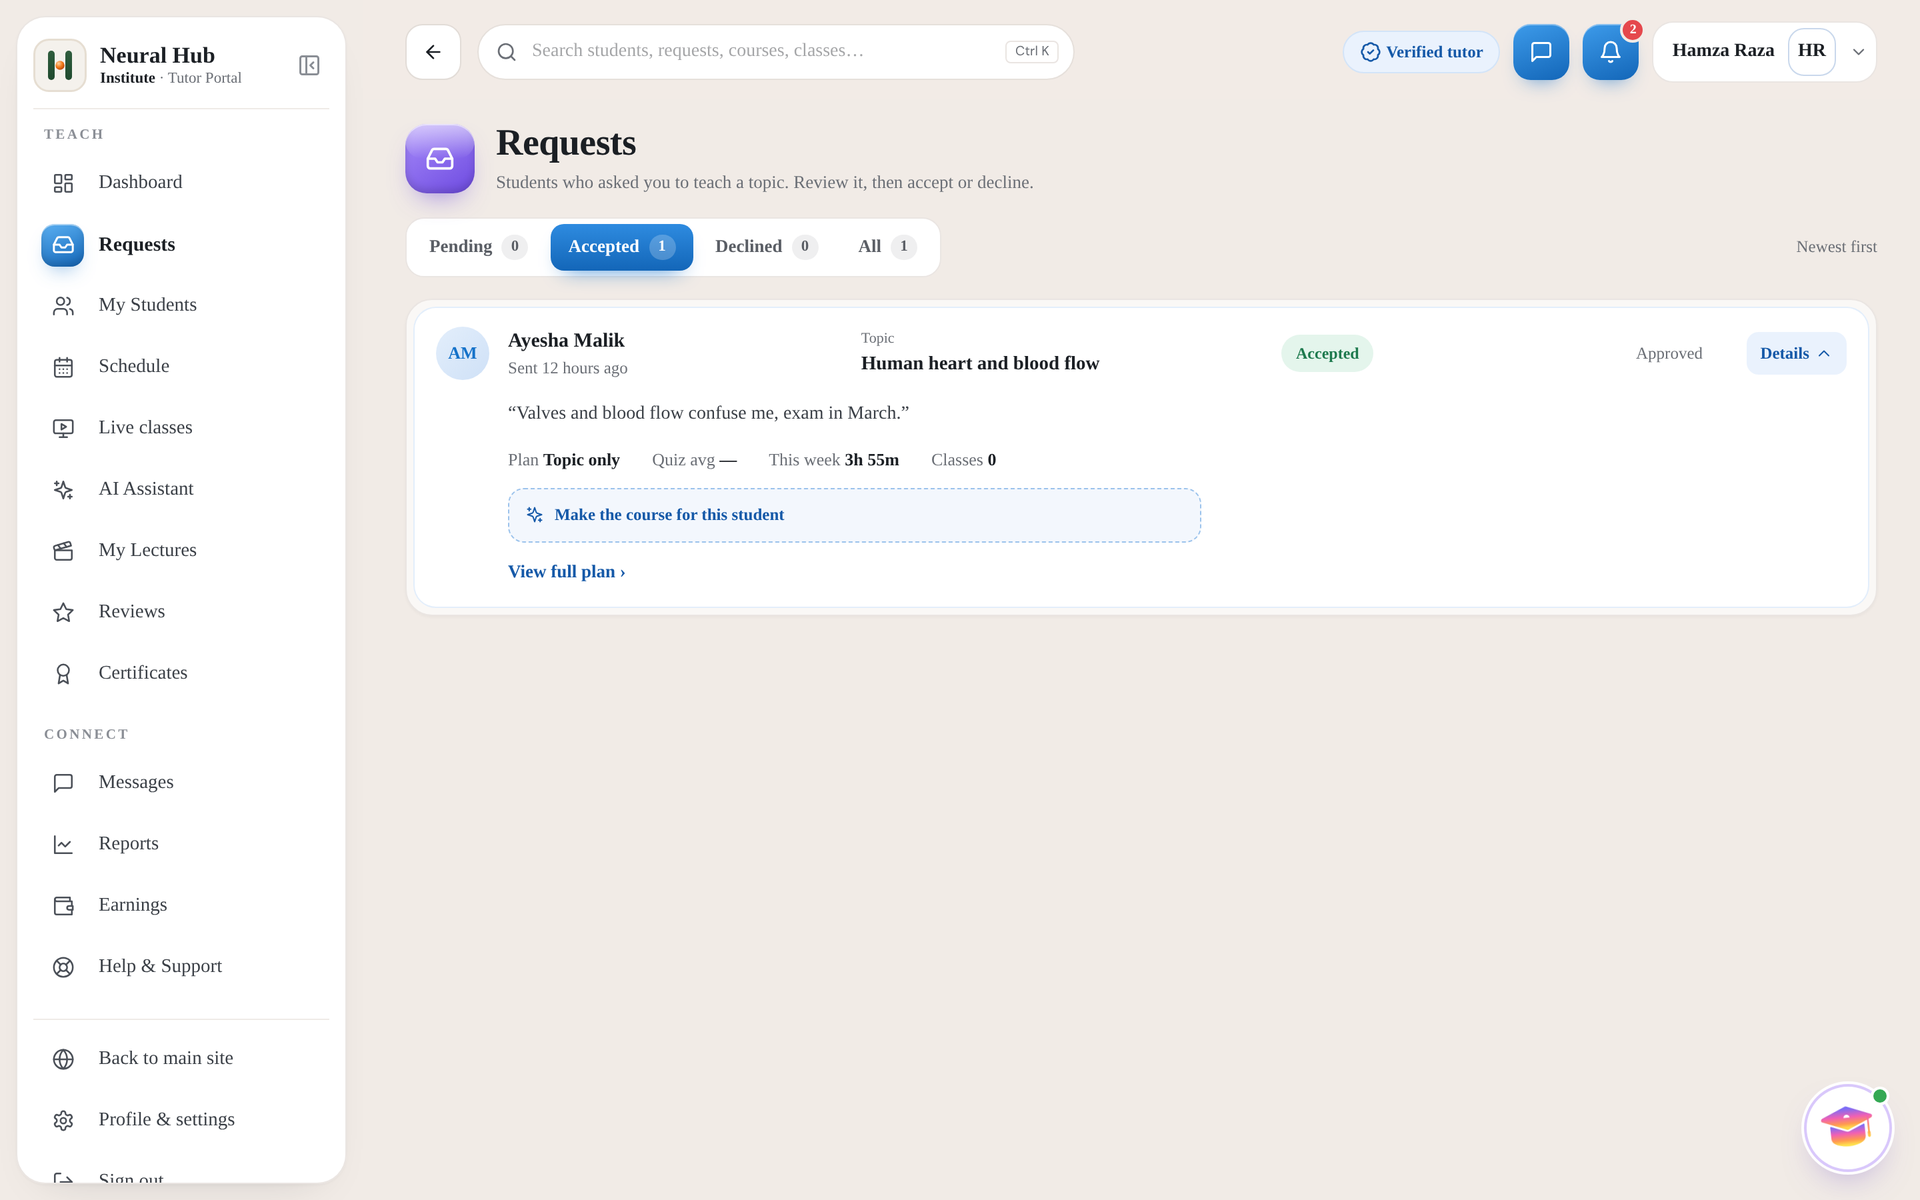 Neural Hub
Institute · Tutor Portal
TEACH
Dashboard
Requests
My Students
Schedule
Live classes
AI Assistant
My Lectures
Reviews
Certificates
CONNECT
Messages
Reports
Earnings
Help & Support
Back to main site
Profile & settings
Sign out
Search students, requests, courses, classes…
Ctrl K
Verified tutor
2
Hamza Raza
HR
Requests
Students who asked you to teach a topic. Review it, then accept or decline.
Pending 0
Accepted 1
Declined 0
All 1
Newest first
AM
Ayesha Malik
Sent 12 hours ago
Topic
Human heart and blood flow
Accepted
Approved
Details
“Valves and blood flow confuse me, exam in March.”
Plan Topic only
Quiz avg —
This week 3h 55m
Classes 0
Make the course for this student
View full plan ›